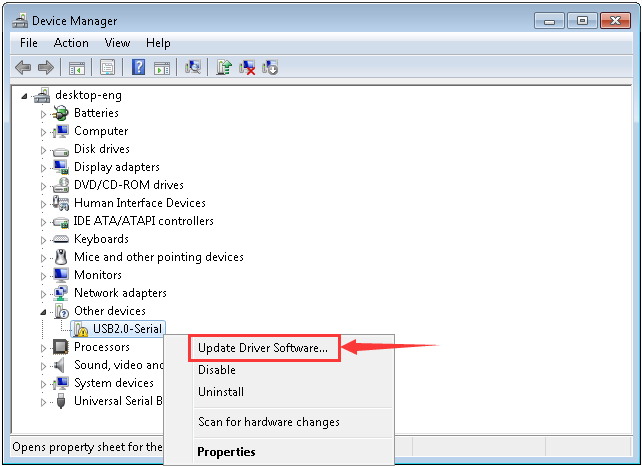 Device Manager
File Action View Help
desktop-eng
Batteries
Computer
Disk drives
Display adapters
DVD/CD-ROM drives
Human Interface Devices
IDE ATA/ATAPI controllers
Keyboards
Mice and other pointing devices
Monitors
Network adapters
Other devices
USB2.0-Serial
Update Driver Software...
Processors
Disable
Sound, video and
Uninstall
System devices
Universal Serial B
Scan for hardware changes
Opens property sheet for the
Properties